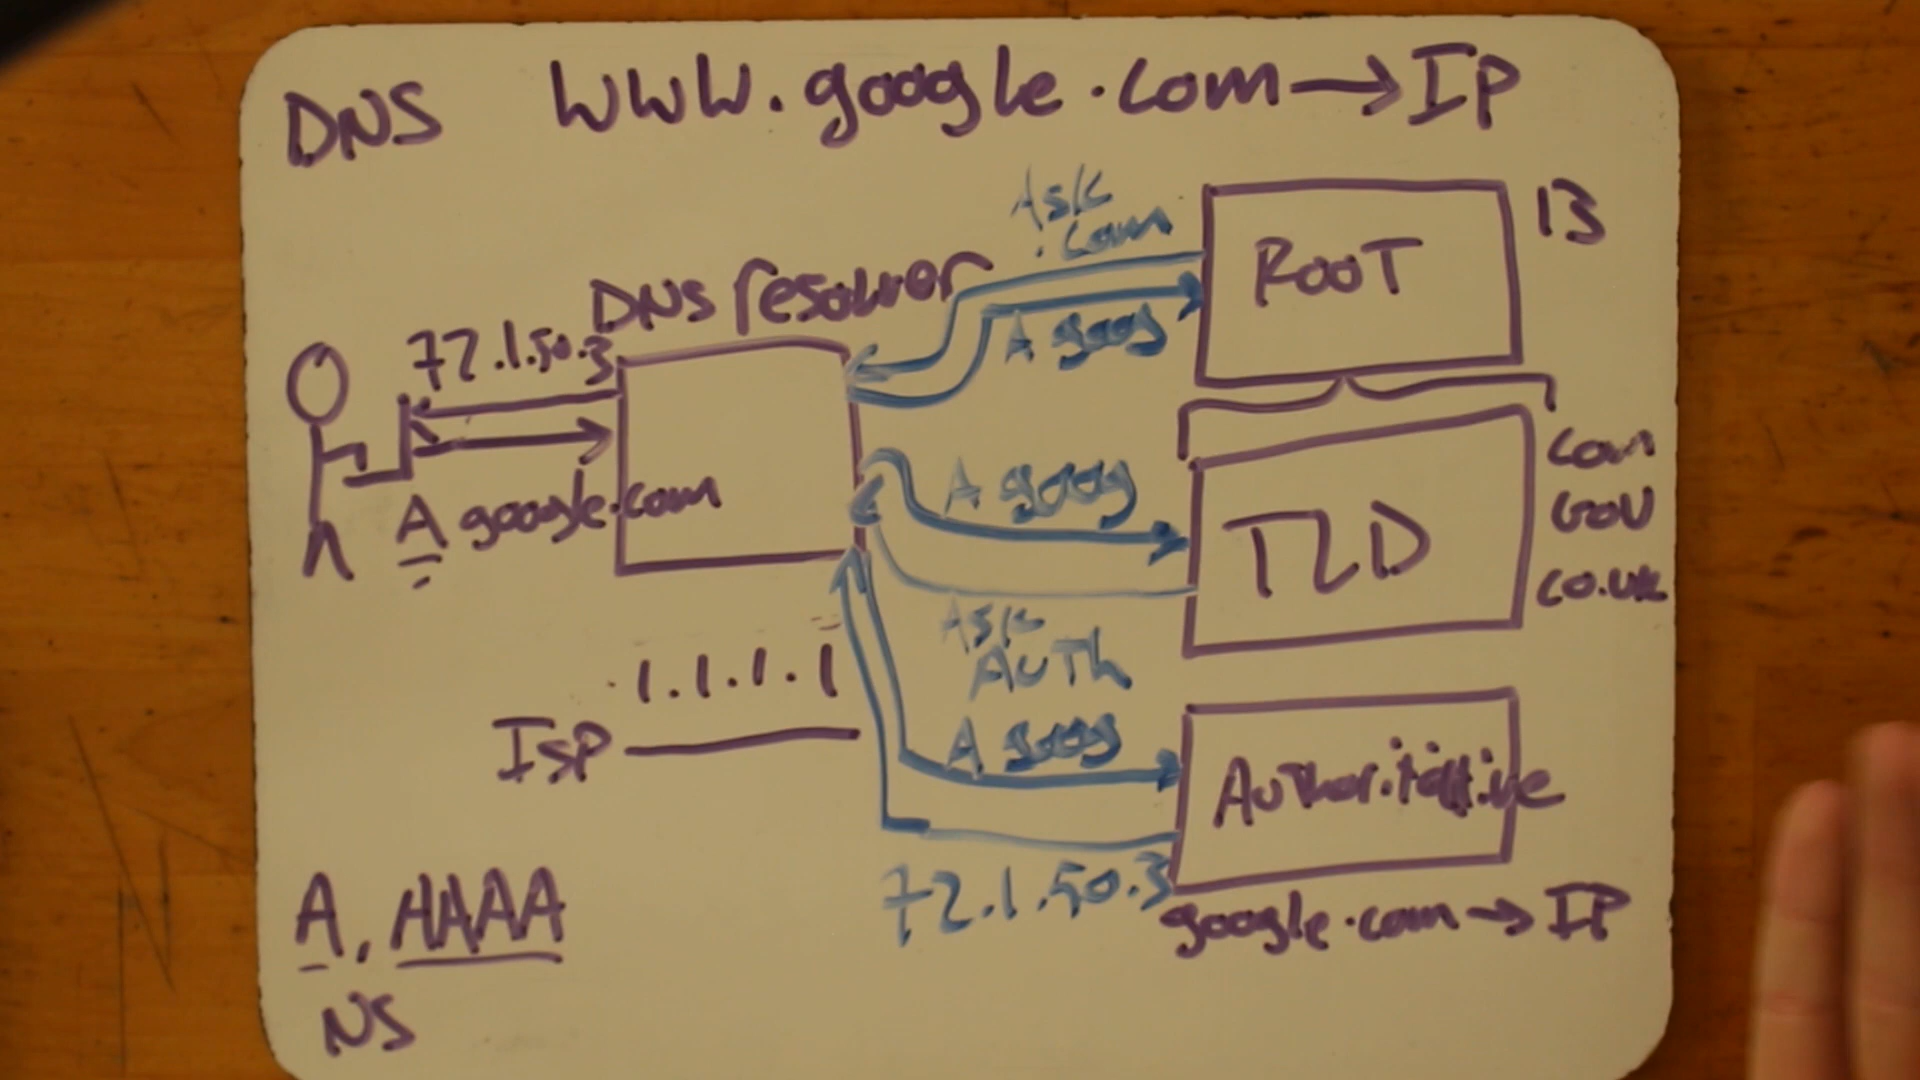 DNS www.google.com → IP
Ask
.com
ROOT 13
A goog
DNS resolver
72.1.50.3
A google.com
A goog
TLD
com
GOV
co.uk
Ask
AUTh
1.1.1.1
ISP
A goog
Authoritative
72.1.50.3
google.com → IP
A, AAAA
NS